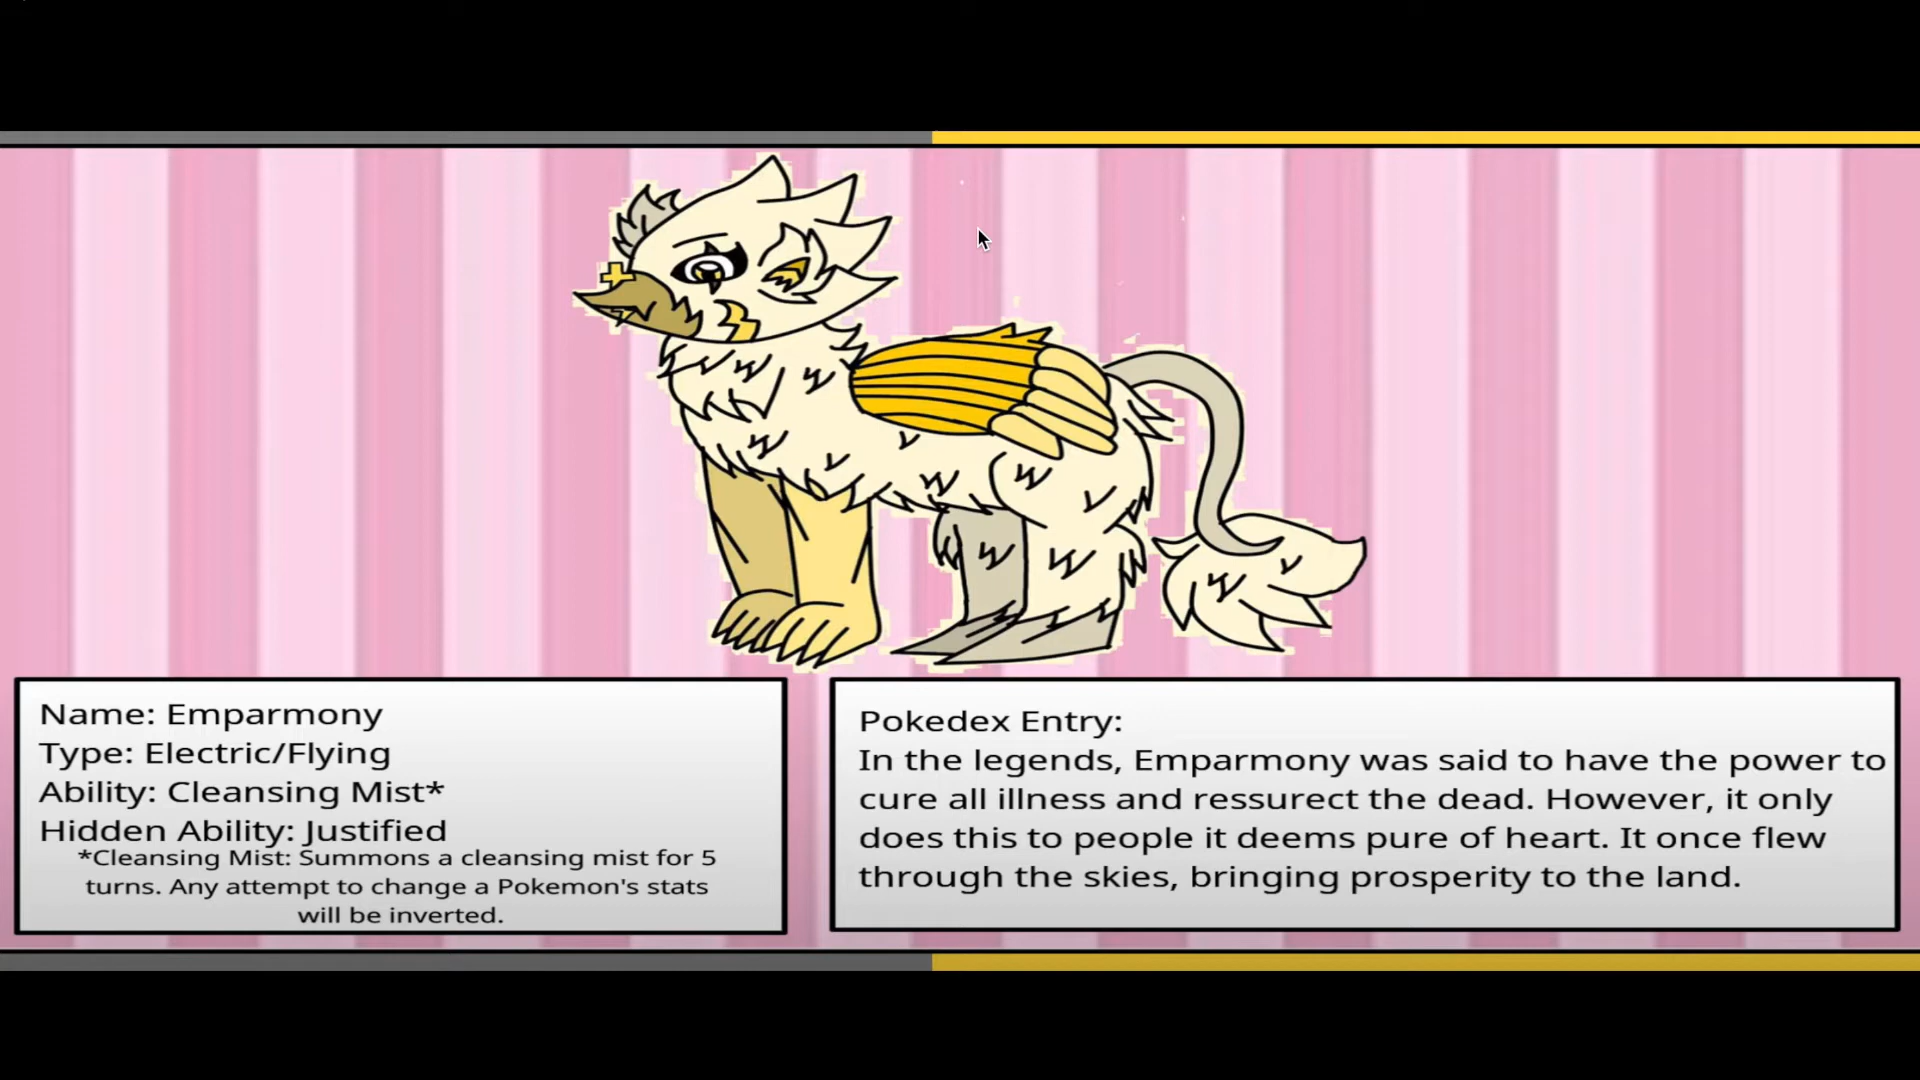 Name: Emparmony
Type: Electric/Flying
Ability: Cleansing Mist*
Hidden Ability: Justified
*Cleansing Mist: Summons a cleansing mist for 5
turns. Any attempt to change a Pokemon's stats
will be inverted.
Pokedex Entry:
In the legends, Emparmony was said to have the power to
cure all illness and ressurect the dead. However, it only
does this to people it deems pure of heart. It once flew
through the skies, bringing prosperity to the land.